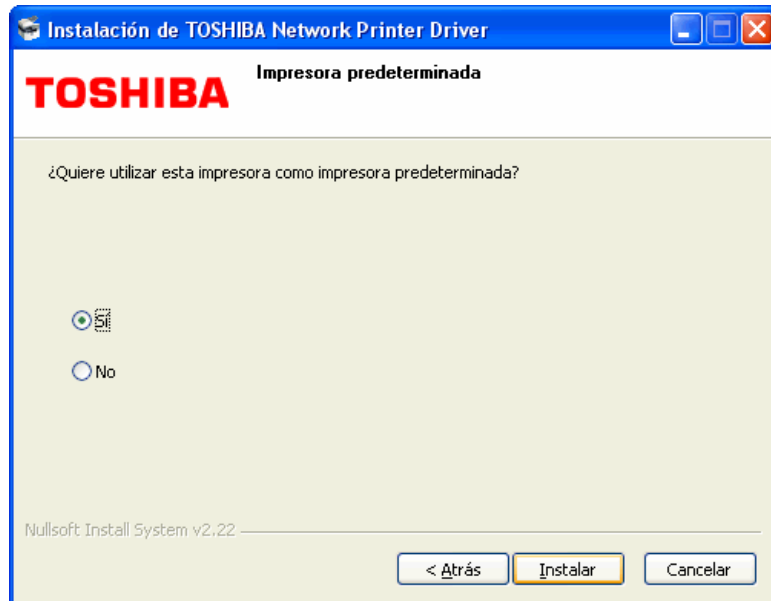 Instalación de TOSHIBA Network Printer Driver
TOSHIBA
Impresora predeterminada
¿Quiere utilizar esta impresora como impresora predeterminada?
Sí
No
Nullsoft Install System v2.22
< Atrás
Instalar
Cancelar